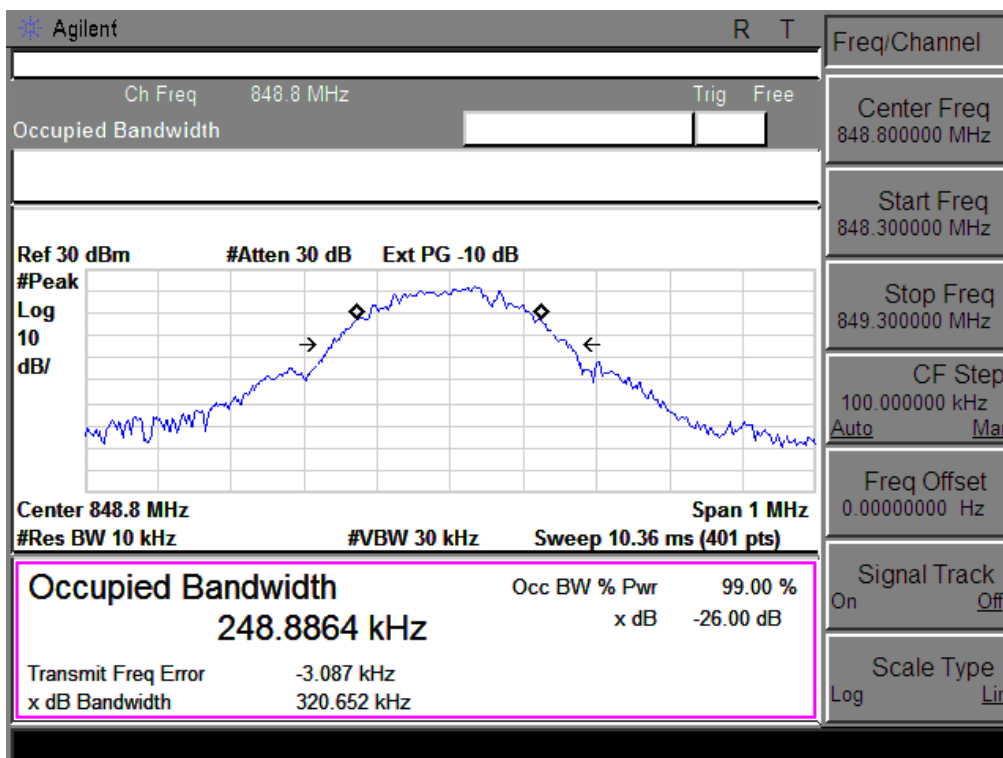 Agilent R T
Ch Freq 848.8 MHz Trig Free
Occupied Bandwidth
Ref 30 dBm #Atten 30 dB Ext PG -10 dB
#Peak
Log
10
dB/
Center 848.8 MHz Span 1 MHz
#Res BW 10 kHz #VBW 30 kHz Sweep 10.36 ms (401 pts)
Occupied Bandwidth Occ BW % Pwr 99.00 %
248.8864 kHz x dB -26.00 dB
Transmit Freq Error -3.087 kHz
x dB Bandwidth 320.652 kHz
Freq/Channel
Center Freq
848.800000 MHz
Start Freq
848.300000 MHz
Stop Freq
849.300000 MHz
CF Step
100.000000 kHz
Auto Ma
Freq Offset
0.00000000 Hz
Signal Track
On Off
Scale Type
Log Lin